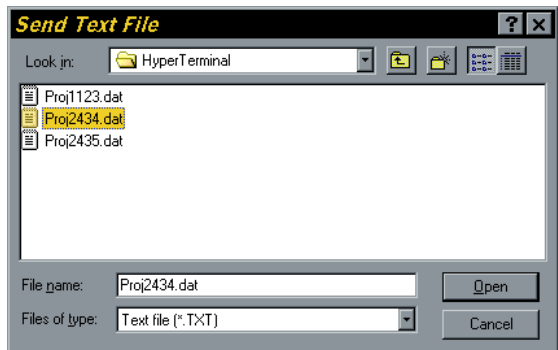 Send Text File
Look in: HyperTerminal
Proj1123.dat
Proj2434.dat
Proj2435.dat
File name: Proj2434.dat Open
Files of type: Text file (*.TXT) Cancel